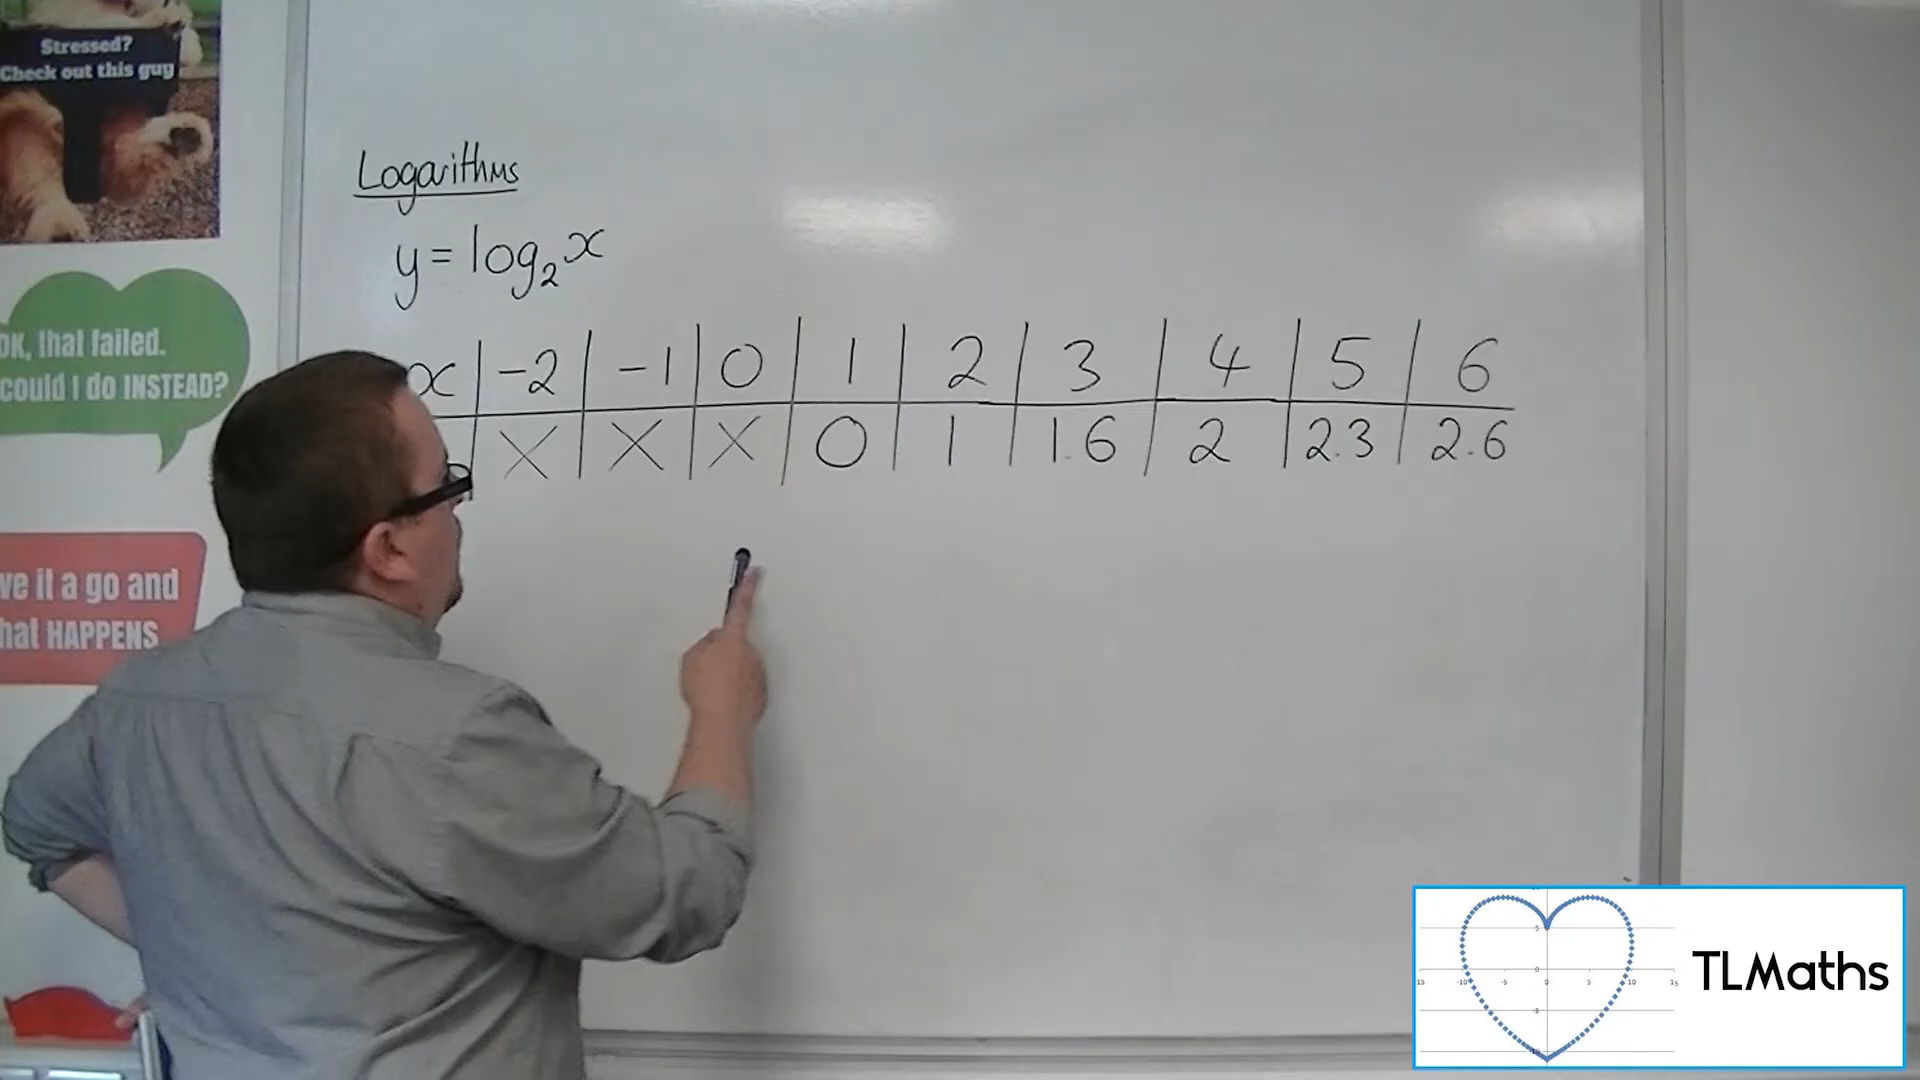 Stressed?
Check out this guy
OK, that failed.
could I do INSTEAD?
ve it a go and
hat HAPPENS
Logarithms
y = log₂x
x | -2 | -1 | 0 | 1 | 2 | 3 | 4 | 5 | 6
X | X | X | 0 | 1 | 1.6 | 2 | 2.3 | 2.6
TLMaths